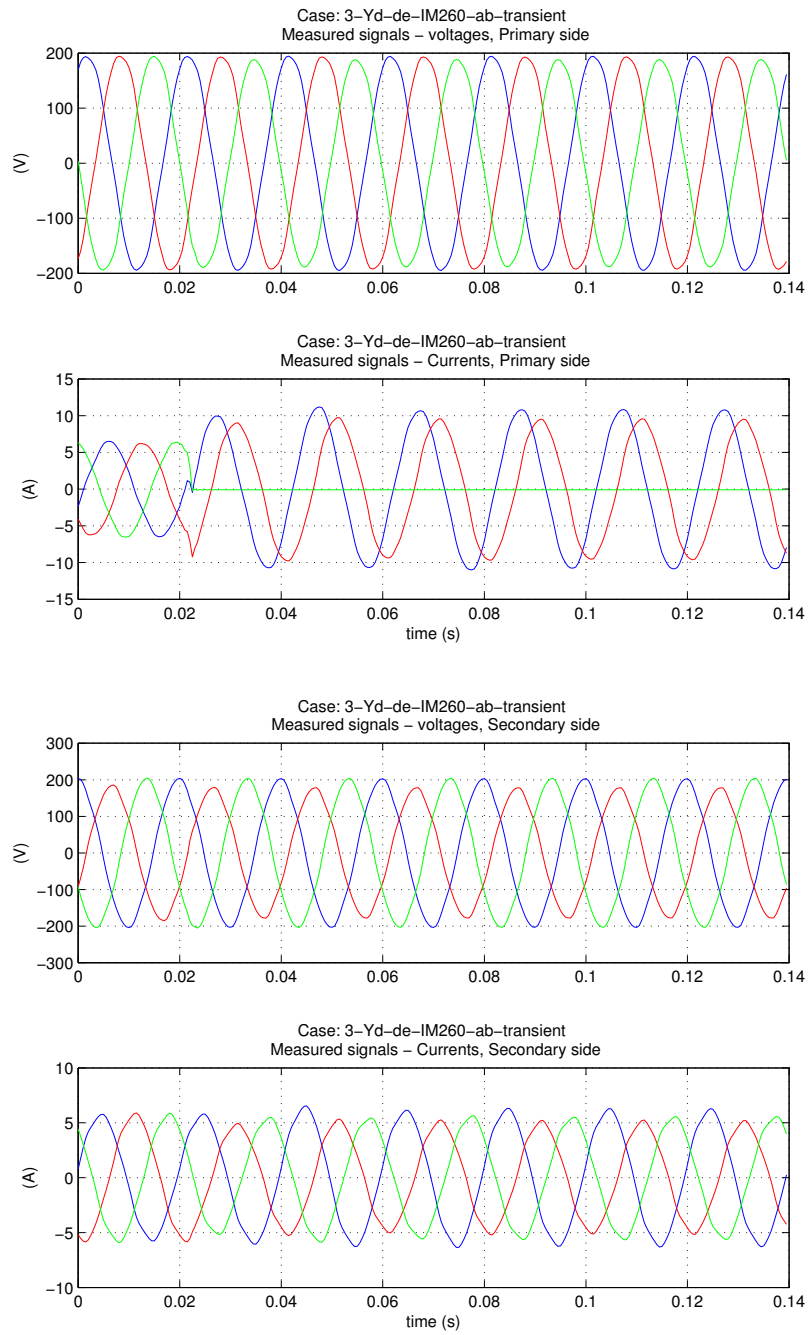 Case: 3−Yd−de−IM260−ab−transient
Measured signals − voltages, Primary side
200
100
0
−100
−200
(V)
0 0.02 0.04 0.06 0.08 0.1 0.12 0.14
Case: 3−Yd−de−IM260−ab−transient
Measured signals − Currents, Primary side
15
10
5
0
−5
−10
−15
(A)
0 0.02 0.04 0.06 0.08 0.1 0.12 0.14
time (s)
Case: 3−Yd−de−IM260−ab−transient
Measured signals − voltages, Secondary side
300
200
100
0
−100
−200
−300
(V)
0 0.02 0.04 0.06 0.08 0.1 0.12 0.14
Case: 3−Yd−de−IM260−ab−transient
Measured signals − Currents, Secondary side
10
5
0
−5
−10
(A)
0 0.02 0.04 0.06 0.08 0.1 0.12 0.14
time (s)